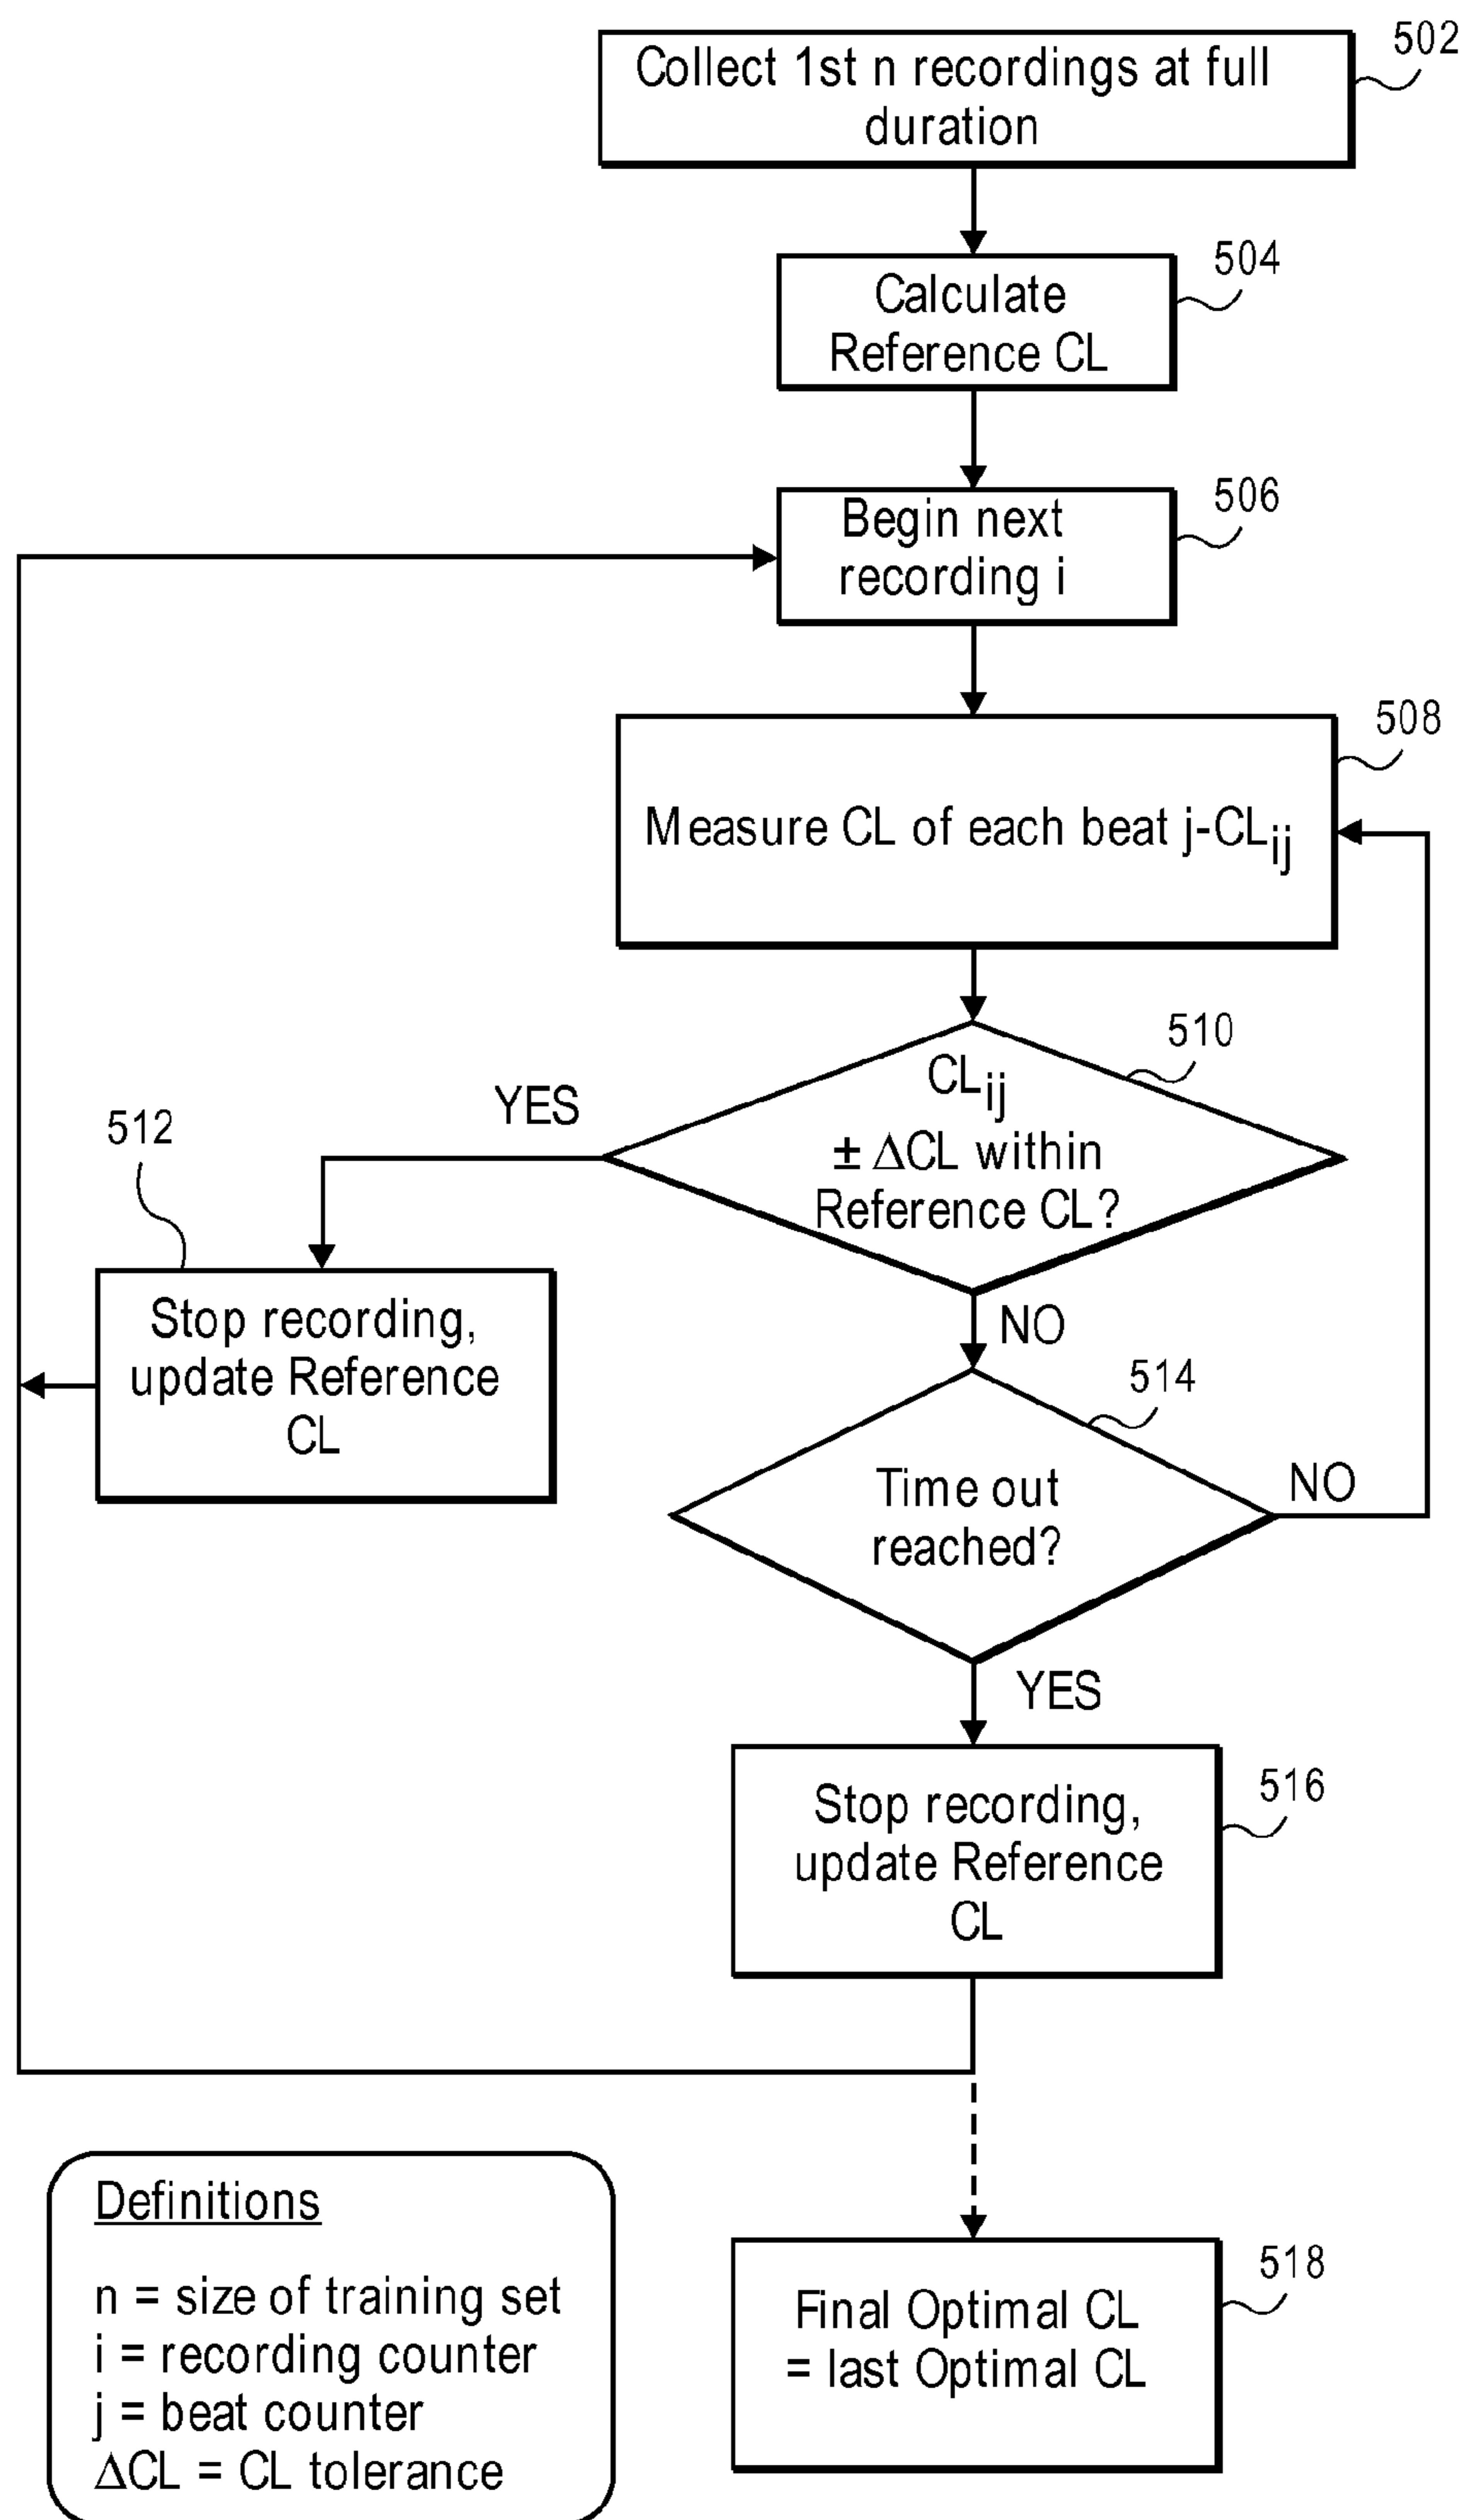 502
Collect 1st n recordings at full
duration
504
Calculate
Reference CL
506
Begin next
recording i
508
Measure CL of each beat j-CLij
510
CLij
± ΔCL within
Reference CL?
YES
512
Stop recording,
update Reference
CL
NO
514
Time out
reached?
NO
YES
516
Stop recording,
update Reference
CL
518
Final Optimal CL
= last Optimal CL
Definitions
n = size of training set
i = recording counter
j = beat counter
ΔCL = CL tolerance